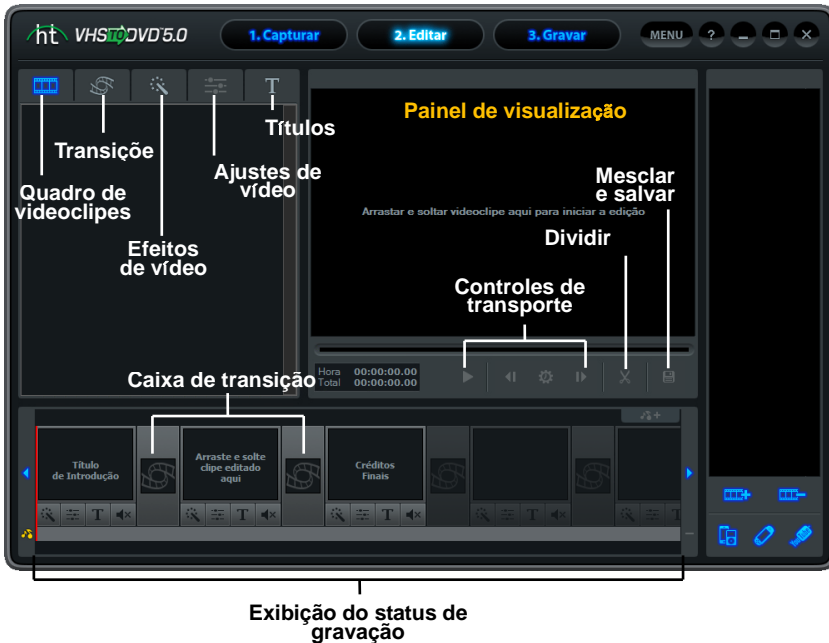 ht VHSTODVD 5.0
1. Capturar
2. Editar
3. Gravar
MENU ?
T
Títulos
Transiçõe
Ajustes de
vídeo
Quadro de
videoclipes
Efeitos
de vídeo
Painel de visualização
Arrastar e soltar videoclipe aqui para iniciar a edição
Mesclar
e salvar
Dividir
Controles de
transporte
Hora 00:00:00.00
Total 00:00:00.00
Caixa de transição
Título
de Introdução
Arraste e solte
clipe editado
aqui
Créditos
Finais
T
T
T
T
T
Exibição do status de
gravação